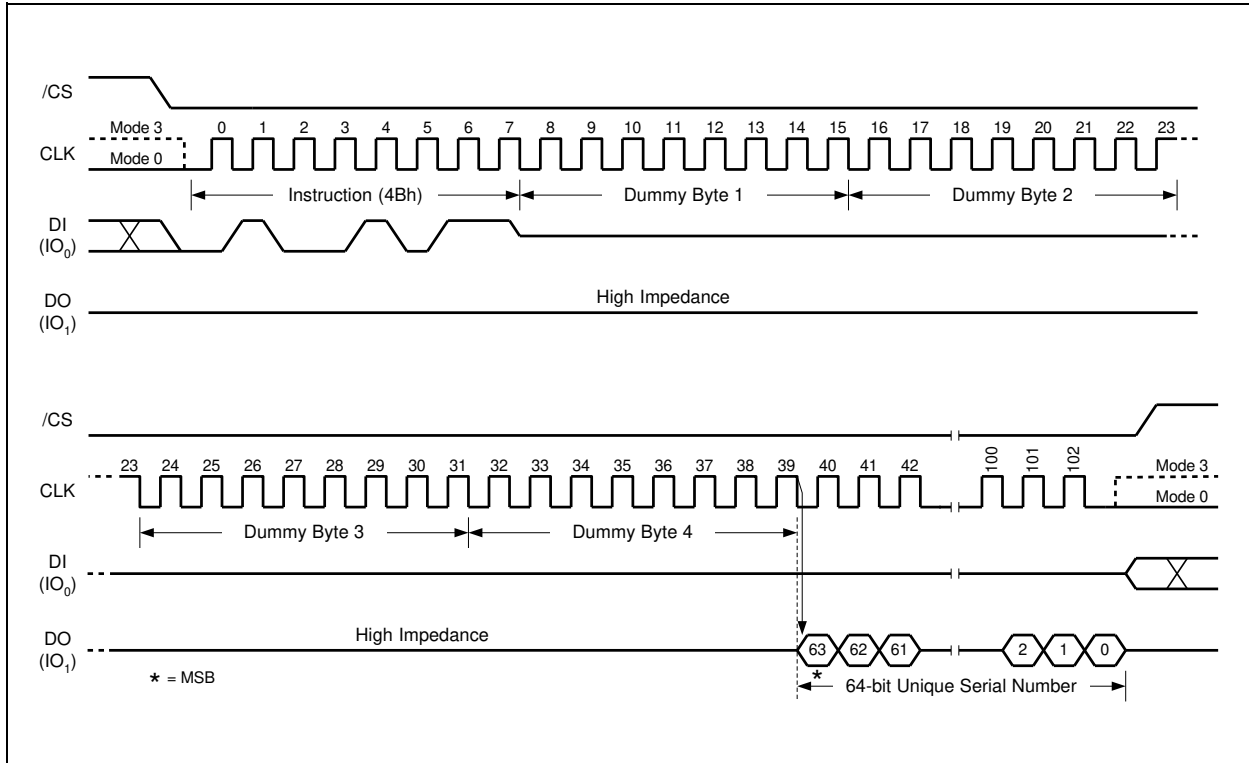 /CS
Mode 3
0 1 2 3 4 5 6 7 8 9 10 11 12 13 14 15 16 17 18 19 20 21 22 23
CLK
Mode 0
Instruction (4Bh)
Dummy Byte 1
Dummy Byte 2
DI
(IO0)
High Impedance
DO
(IO1)
/CS
23 24 25 26 27 28 29 30 31 32 33 34 35 36 37 38 39 40 41 42 100 101 102
Mode 3
CLK
Mode 0
Dummy Byte 3
Dummy Byte 4
DI
(IO0)
High Impedance
DO
(IO1)
63 62 61 2 1 0
* = MSB
*
64-bit Unique Serial Number